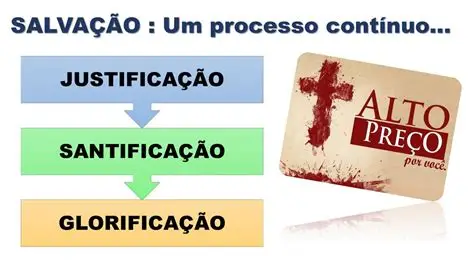 SALVAÇÃO : Um processo contínuo...
JUSTIFICAÇÃO
SANTIFICAÇÃO
GLORIFICAÇÃO
ALTO
PREÇO
por você.